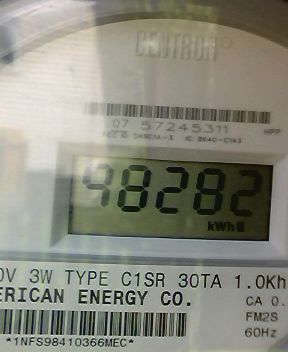 CENTRON
07 57245311 HPP
98282
kWh
0V 3W TYPE C1SR 30TA 1.0Kh
ERICAN ENERGY CO. CA 0.
FM2S
*1NFS98410366MEC* 60Hz